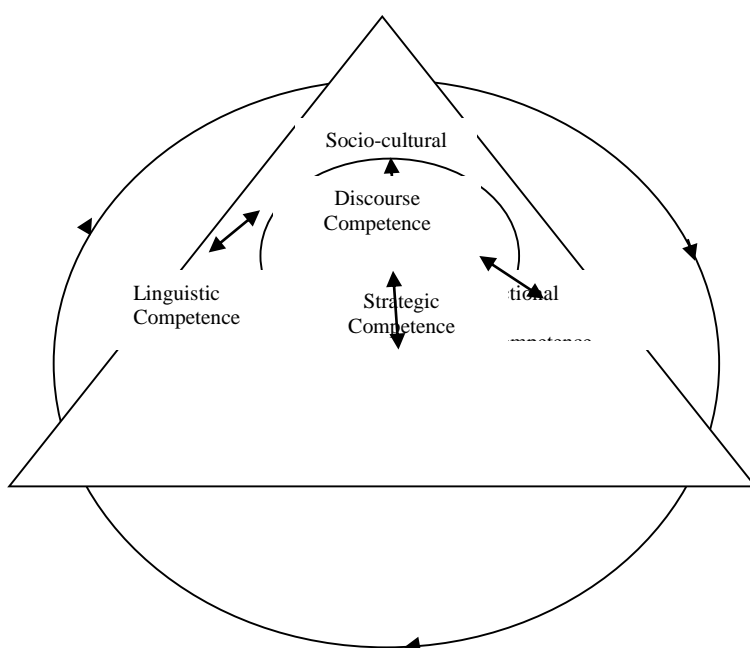 Socio-cultural
Discourse
Competence
Linguistic
Competence
Strategic
Competence